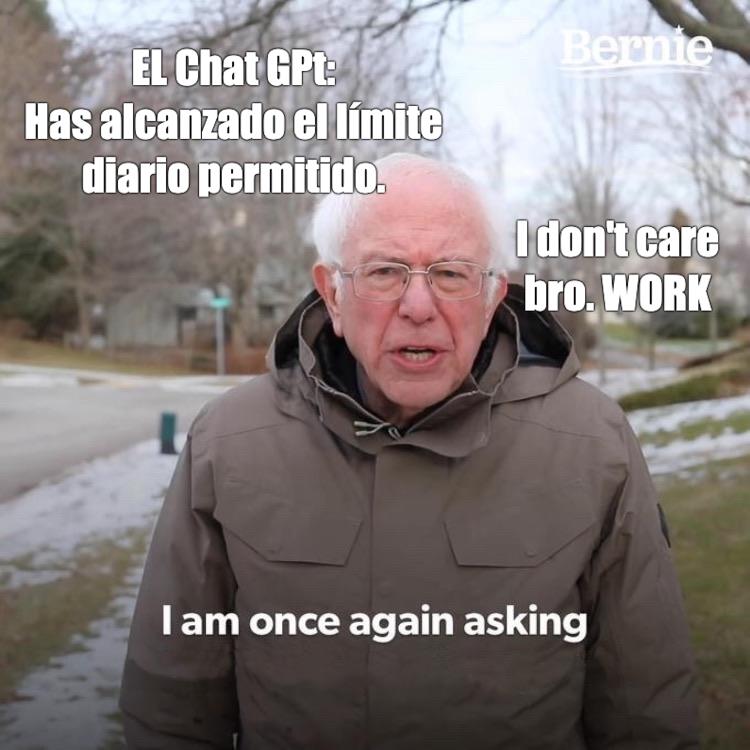 Bernie
EL Chat GPt:
Has alcanzado el límite
diario permitido.
I don't care
bro. WORK
I am once again asking